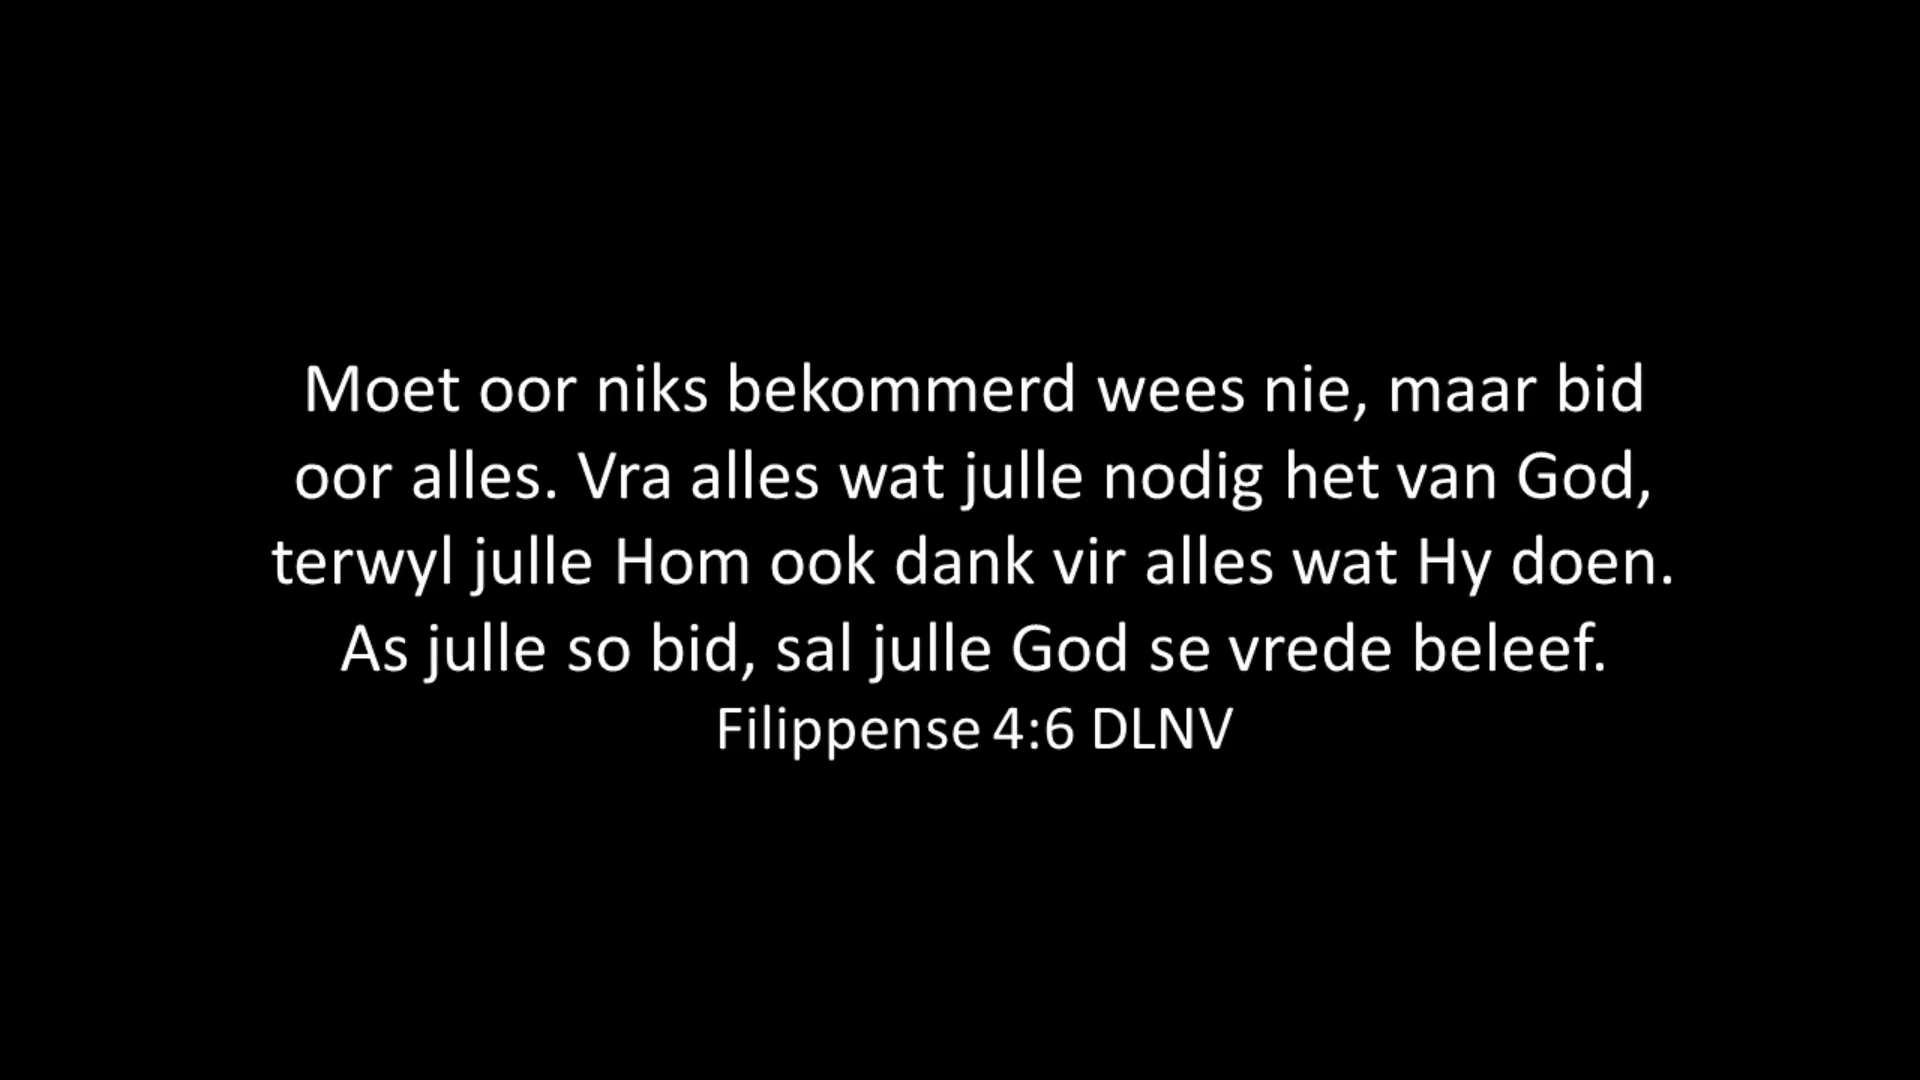 Moet oor niks bekommerd wees nie, maar bid
oor alles. Vra alles wat julle nodig het van God,
terwyl julle Hom ook dank vir alles wat Hy doen.
As julle so bid, sal julle God se vrede beleef.
Filippense 4:6 DLNV